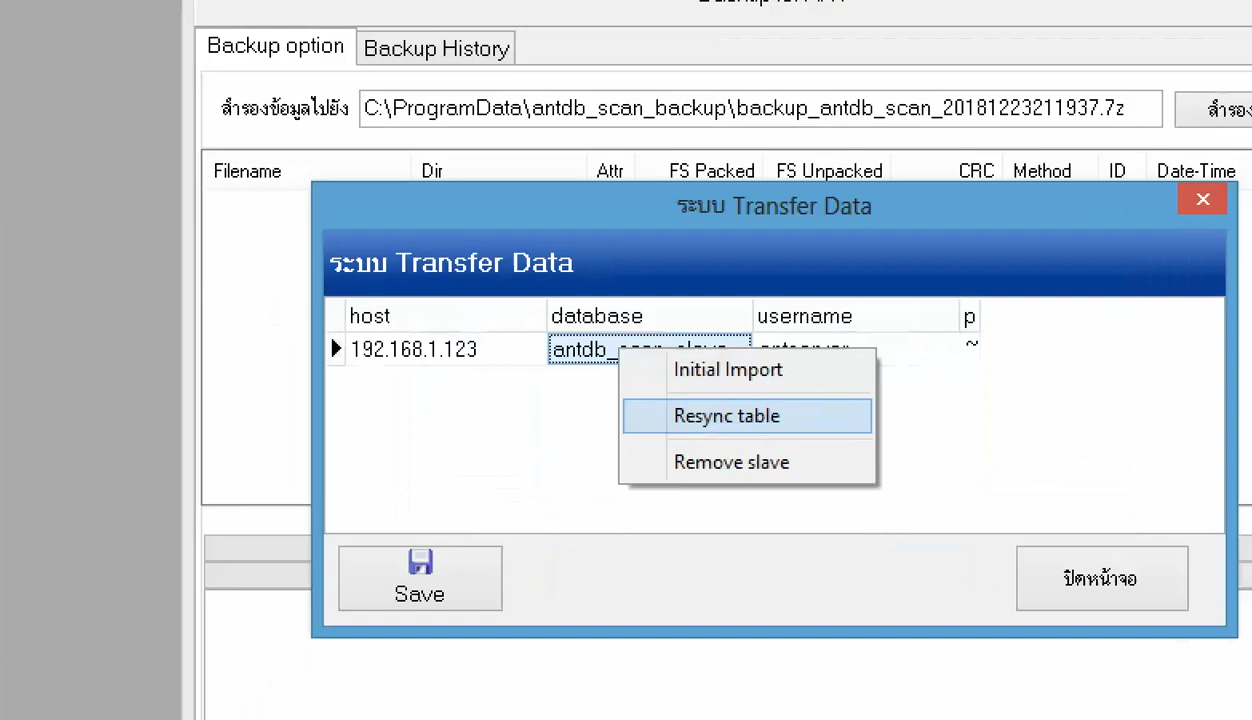 Backup option
Backup History
สำรองข้อมูลไปยัง C:\ProgramData\antdb_scan_backup\backup_antdb_scan_20181223211937.7z
Filename Dir Attr FS Packed FS Unpacked CRC Method ID Date-Time
ระบบ Transfer Data
ระบบ Transfer Data
host database username p
192.168.1.123 antdb_scan_slave ~
Initial Import
Resync table
Remove slave
Save
ปิดหน้าจอ